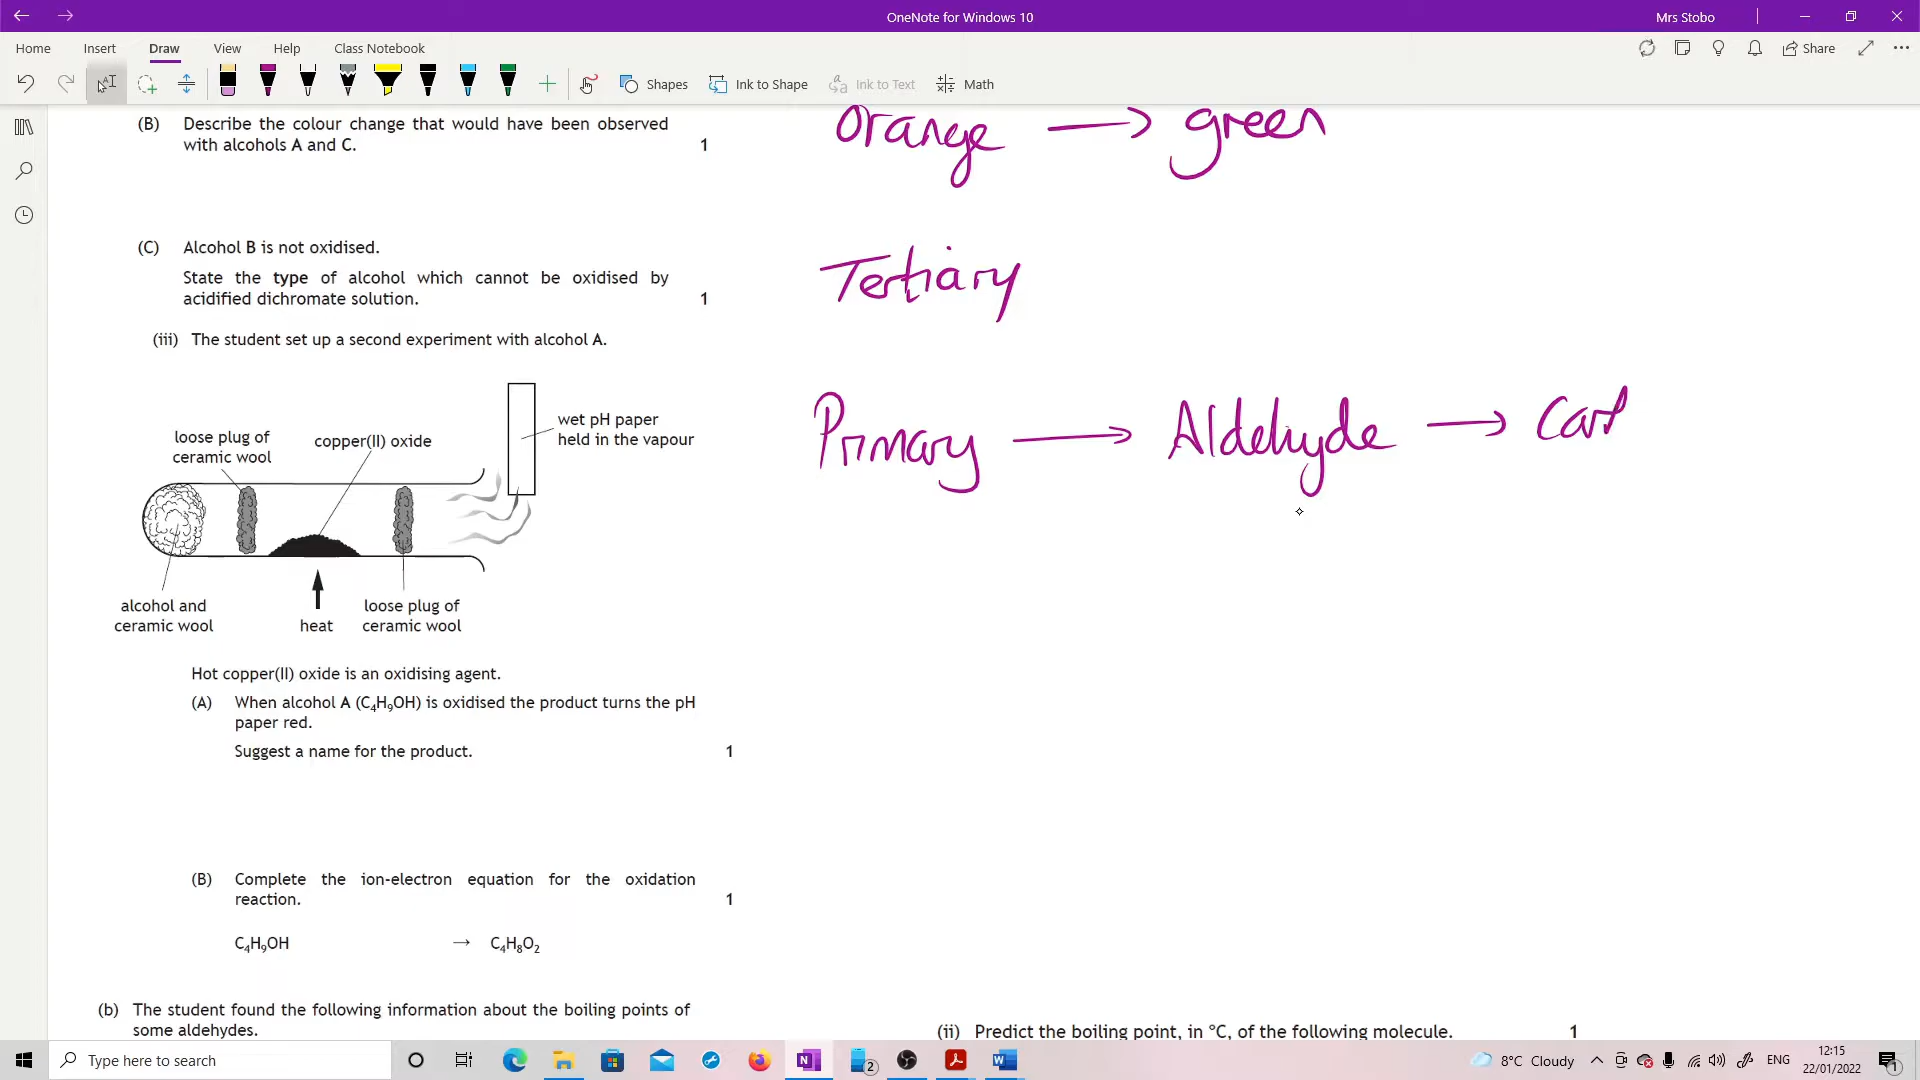 OneNote for Windows 10
Mrs Stobo
Home Insert Draw View Help Class Notebook
Share
Shapes Ink to Shape Ink to Text Math
(B) Describe the colour change that would have been observed
with alcohols A and C. 1
Orange → green
(C) Alcohol B is not oxidised.
State the type of alcohol which cannot be oxidised by
acidified dichromate solution. 1
Tertiary
(iii) The student set up a second experiment with alcohol A.
wet pH paper
held in the vapour
loose plug of
ceramic wool
copper(II) oxide
Primary → Aldehyde → Carb
alcohol and
ceramic wool
heat
loose plug of
ceramic wool
Hot copper(II) oxide is an oxidising agent.
(A) When alcohol A (C₄H₉OH) is oxidised the product turns the pH
paper red.
Suggest a name for the product. 1
(B) Complete the ion-electron equation for the oxidation
reaction. 1
C₄H₉OH → C₄H₈O₂
(b) The student found the following information about the boiling points of
some aldehydes.
(ii) Predict the boiling point, in °C, of the following molecule. 1
Type here to search
2
8°C Cloudy
ENG
12:15
22/01/2022
1